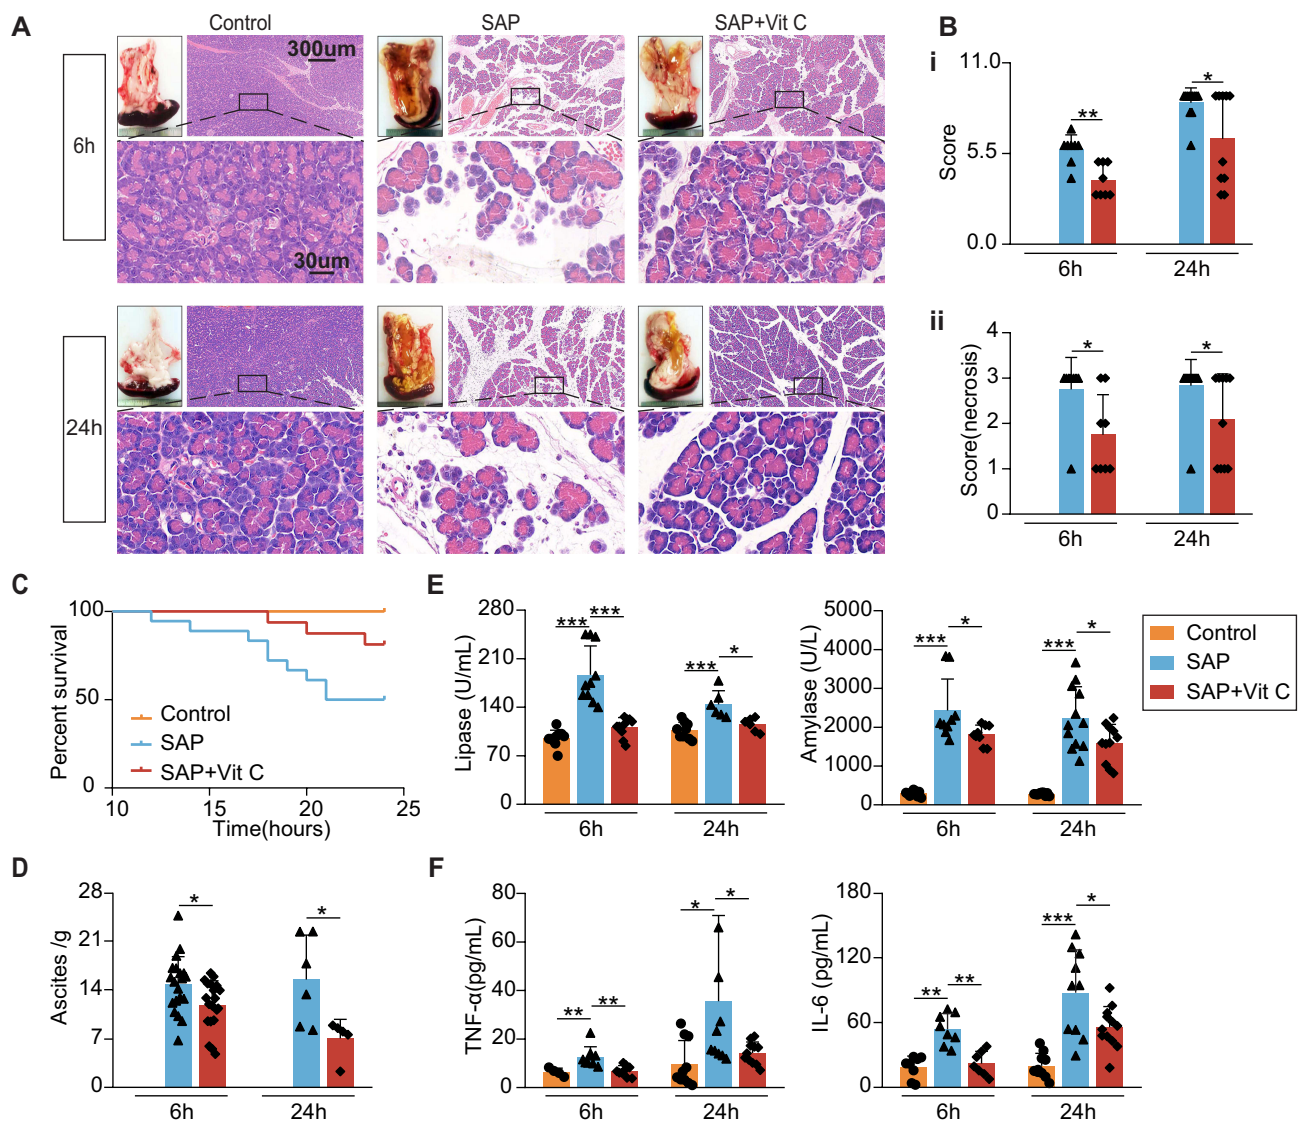 A
Control
SAP
SAP+Vit C
6h
300um
30um
24h
B
i
Score
11.0
5.5
0.0
**
*
6h
24h
ii
Score(necrosis)
4
3
2
1
0
*
*
6h
24h
C
Percent survival
100
50
0
Control
SAP
SAP+Vit C
10
15
20
25
Time(hours)
D
Ascites /g
28
21
14
7
0
*
*
6h
24h
E
Lipase (U/mL)
280
210
140
70
0
***
***
***
*
6h
24h
Amylase (U/L)
5000
4000
3000
2000
1000
0
***
*
***
*
6h
24h
Control
SAP
SAP+Vit C
F
TNF-α(pg/mL)
80
60
40
20
0
**
**
*
*
6h
24h
IL-6 (pg/mL)
180
120
60
0
**
**
***
*
6h
24h